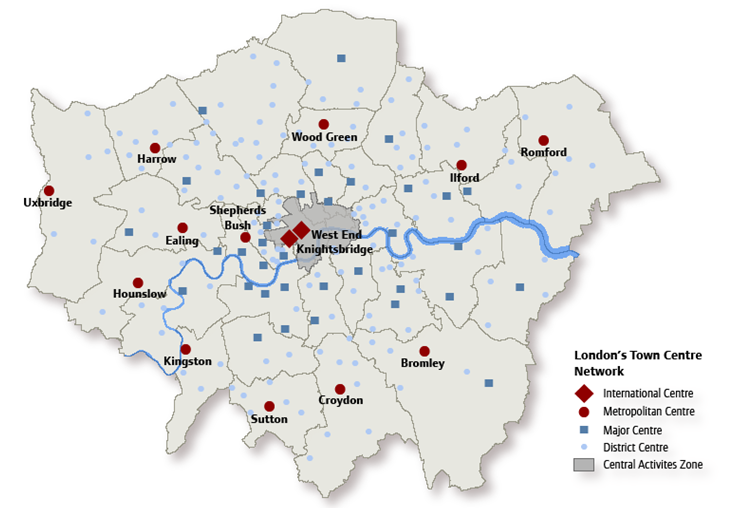 Wood Green
Harrow
Romford
Ilford
Uxbridge
Shepherds
Bush
Ealing
West End
Knightsbridge
Hounslow
Kingston
Bromley
Croydon
Sutton
London's Town Centre
Network
International Centre
Metropolitan Centre
Major Centre
District Centre
Central Activites Zone